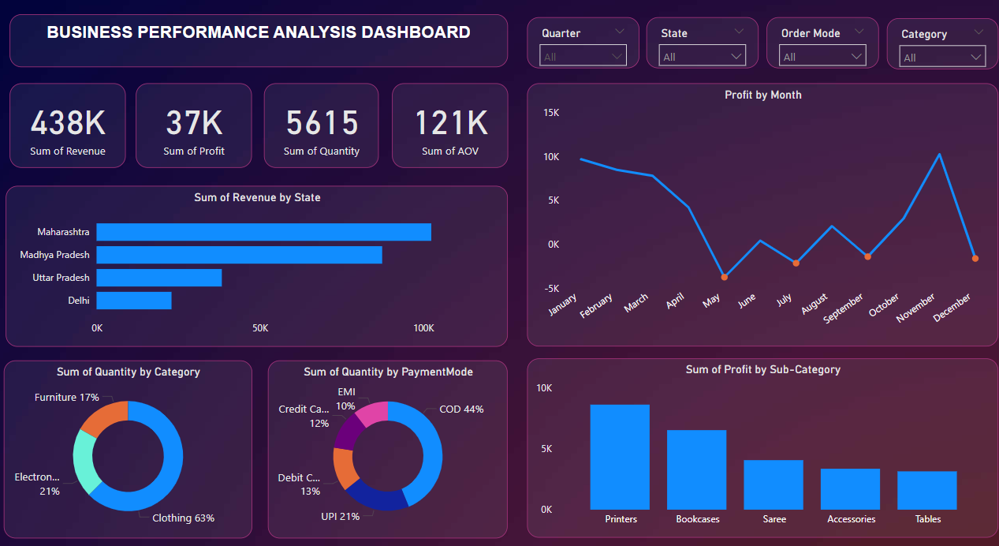 BUSINESS PERFORMANCE ANALYSIS DASHBOARD
Quarter
All
State
All
Order Mode
All
Category
All
438K
Sum of Revenue
37K
Sum of Profit
5615
Sum of Quantity
121K
Sum of AOV
Profit by Month
15K
10K
5K
0K
-5K
January
February
March
April
May
June
July
August
September
October
November
December
Sum of Revenue by State
Maharashtra
Madhya Pradesh
Uttar Pradesh
Delhi
0K
50K
100K
Sum of Quantity by Category
Furniture 17%
Electron...
21%
Clothing 63%
Sum of Quantity by PaymentMode
EMI
10%
Credit Ca...
12%
COD 44%
Debit C...
13%
UPI 21%
Sum of Profit by Sub-Category
10K
5K
0K
Printers
Bookcases
Saree
Accessories
Tables